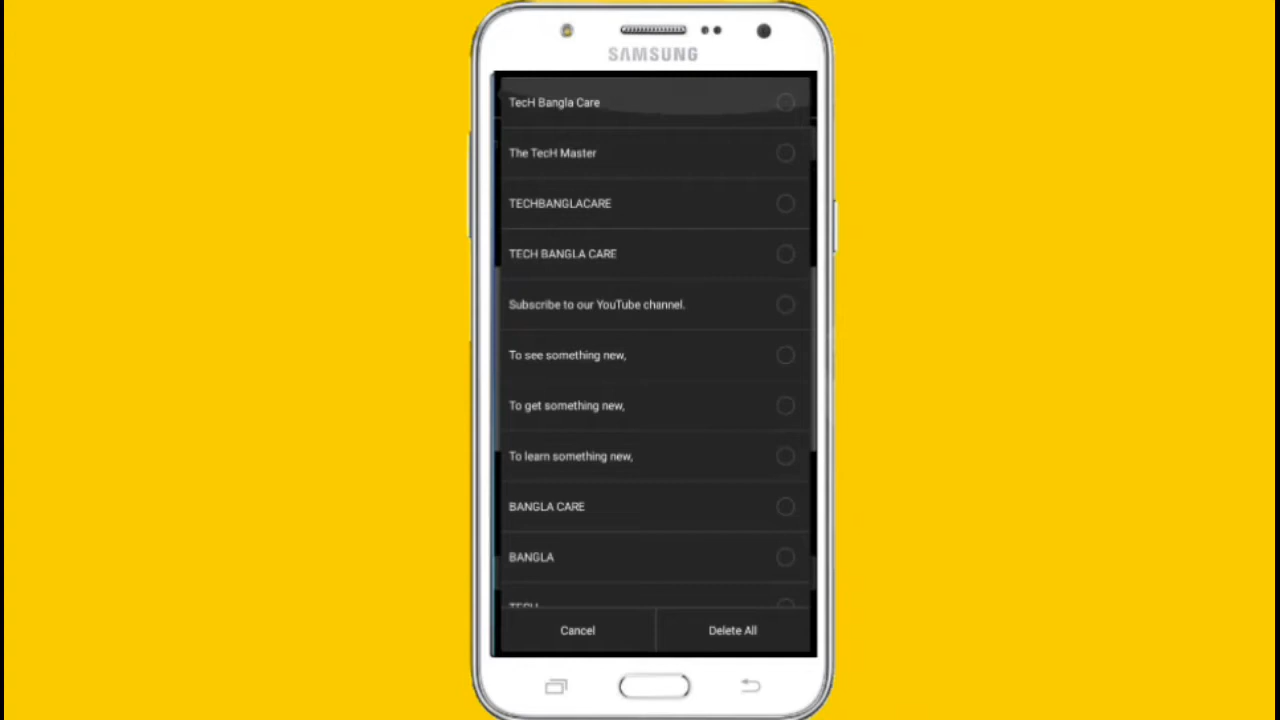 SAMSUNG
TecH Bangla Care
The TecH Master
TECHBANGLACARE
TECH BANGLA CARE
Subscribe to our YouTube channel.
To see something new,
To get something new,
To learn something new,
BANGLA CARE
BANGLA
TECH
Cancel
Delete All